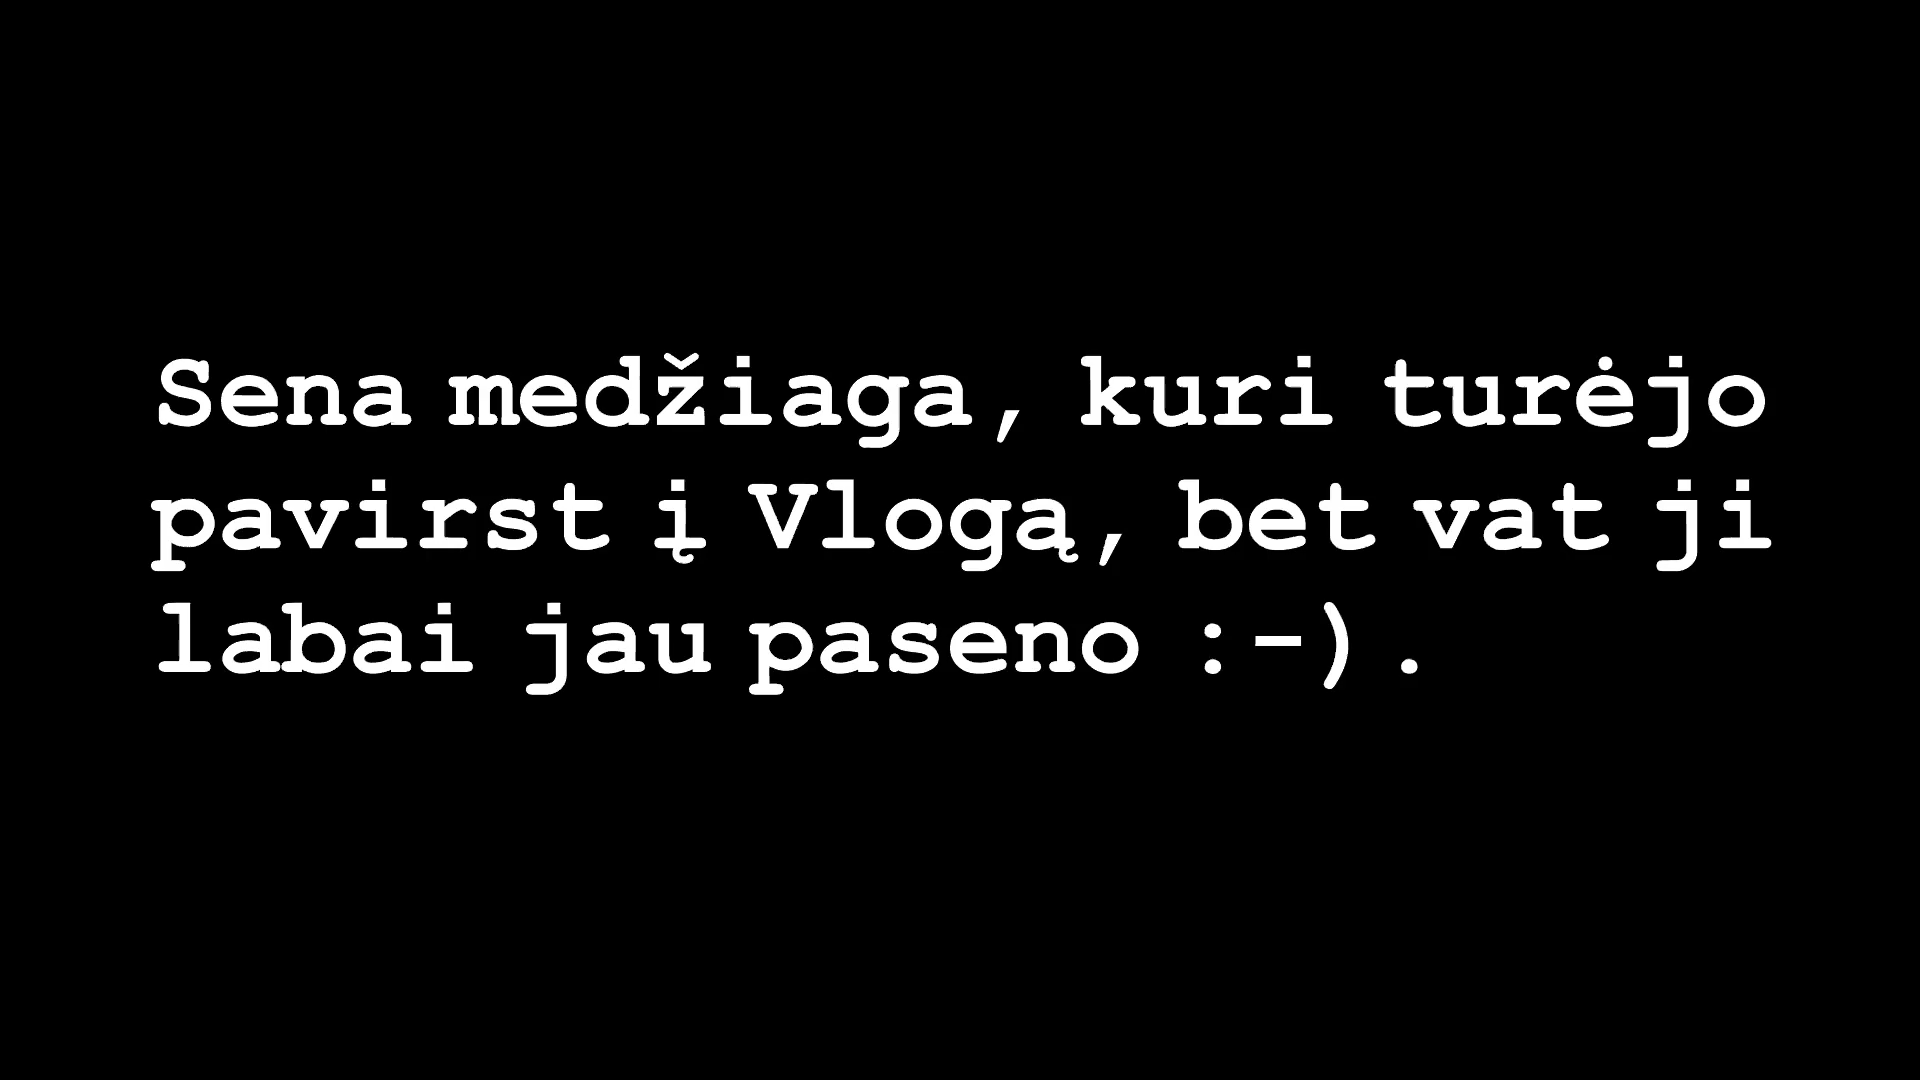 Sena medžiaga, kuri turėjo
pavirst į Vlogą, bet vat ji
labai jau paseno :-).